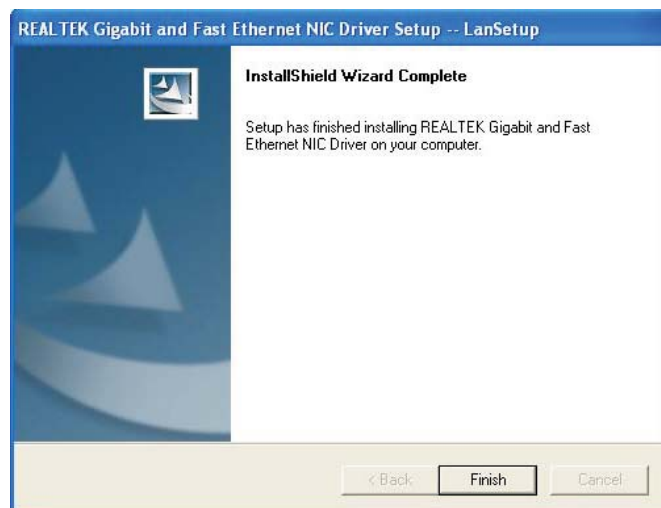 REALTEK Gigabit and Fast Ethernet NIC Driver Setup -- LanSetup
InstallShield Wizard Complete
Setup has finished installing REALTEK Gigabit and Fast
Ethernet NIC Driver on your computer.
< Back Finish Cancel